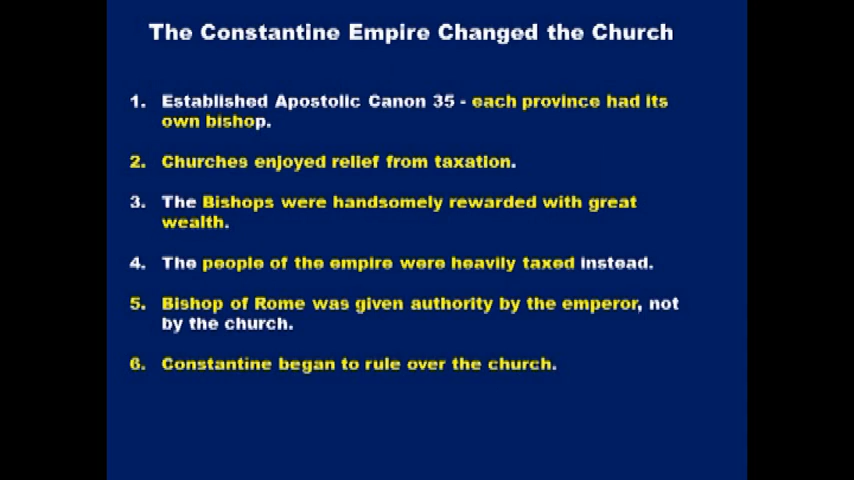 The Constantine Empire Changed the Church
1. Established Apostolic Canon 35 - each province had its
own bishop.
2. Churches enjoyed relief from taxation.
3. The Bishops were handsomely rewarded with great
wealth.
4. The people of the empire were heavily taxed instead.
5. Bishop of Rome was given authority by the emperor, not
by the church.
6. Constantine began to rule over the church.